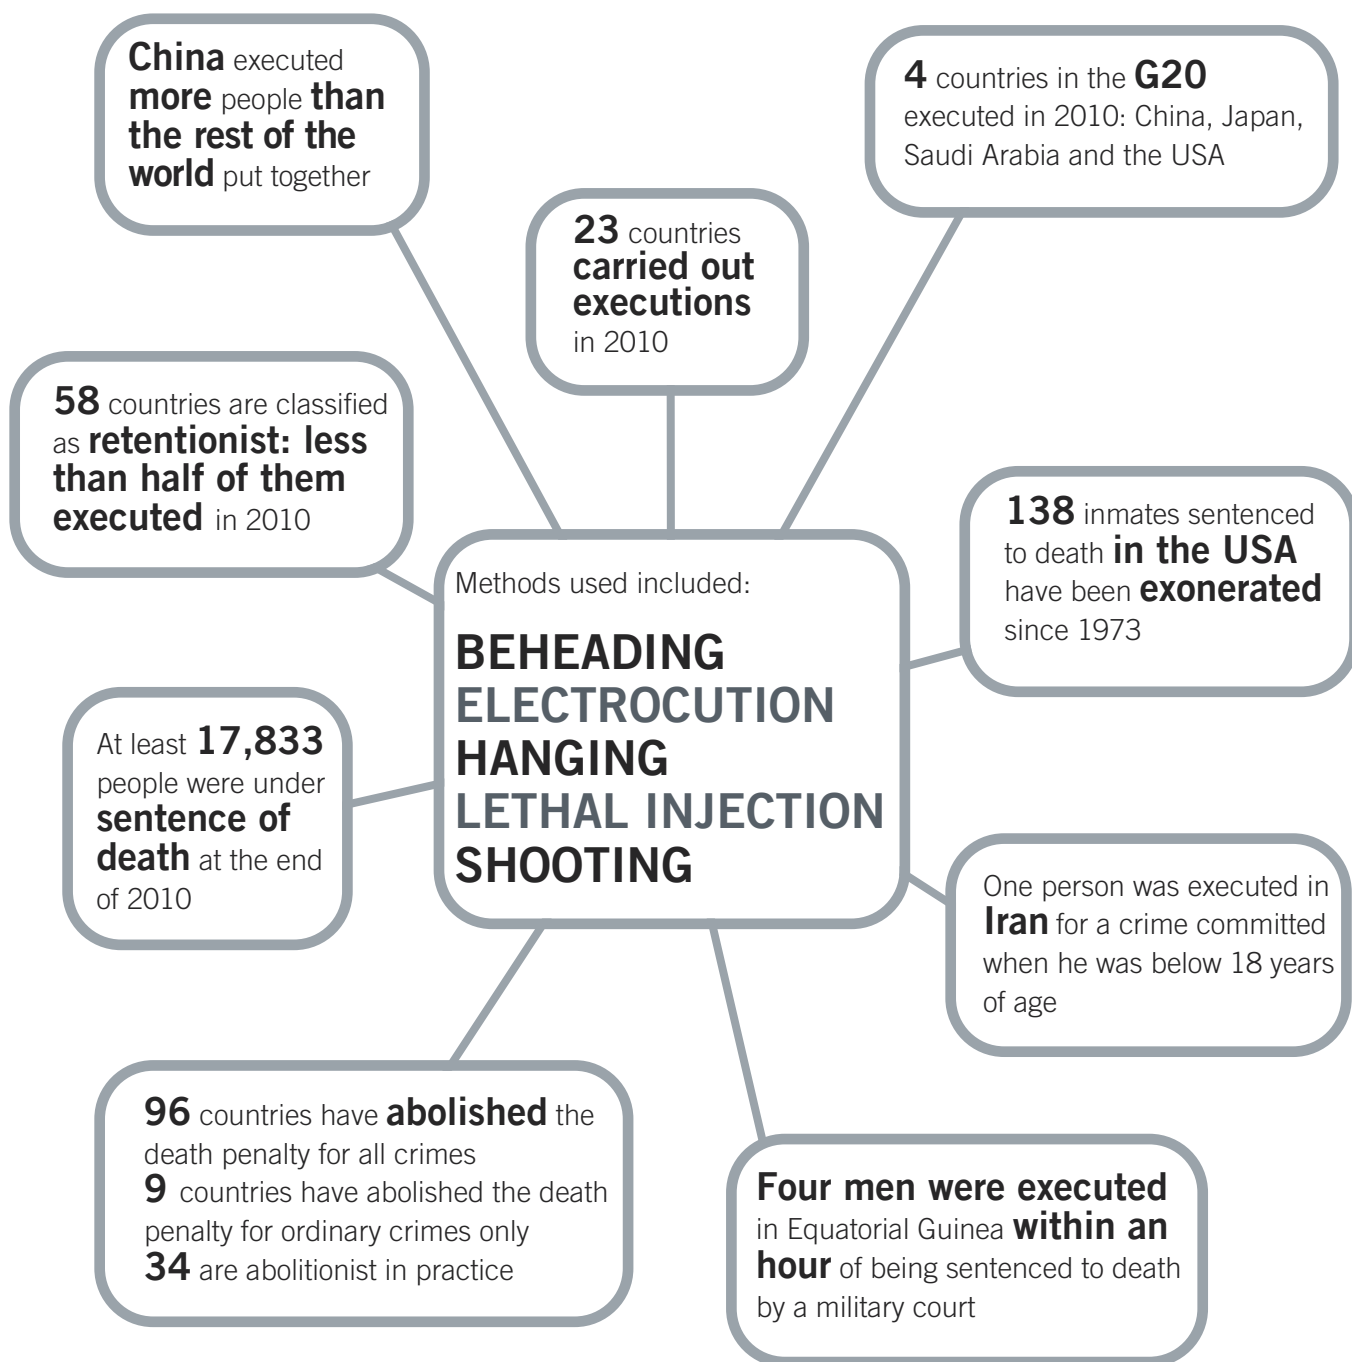 China executed
more people than
the rest of the
world put together
4 countries in the G20
executed in 2010: China, Japan,
Saudi Arabia and the USA
23 countries
carried out
executions
in 2010
58 countries are classified
as retentionist: less
than half of them
executed in 2010
138 inmates sentenced
to death in the USA
have been exonerated
since 1973
Methods used included:
BEHEADING
ELECTROCUTION
HANGING
LETHAL INJECTION
SHOOTING
At least 17,833
people were under
sentence of
death at the end
of 2010
One person was executed in
Iran for a crime committed
when he was below 18 years
of age
96 countries have abolished the
death penalty for all crimes
9 countries have abolished the death
penalty for ordinary crimes only
34 are abolitionist in practice
Four men were executed
in Equatorial Guinea within an
hour of being sentenced to death
by a military court